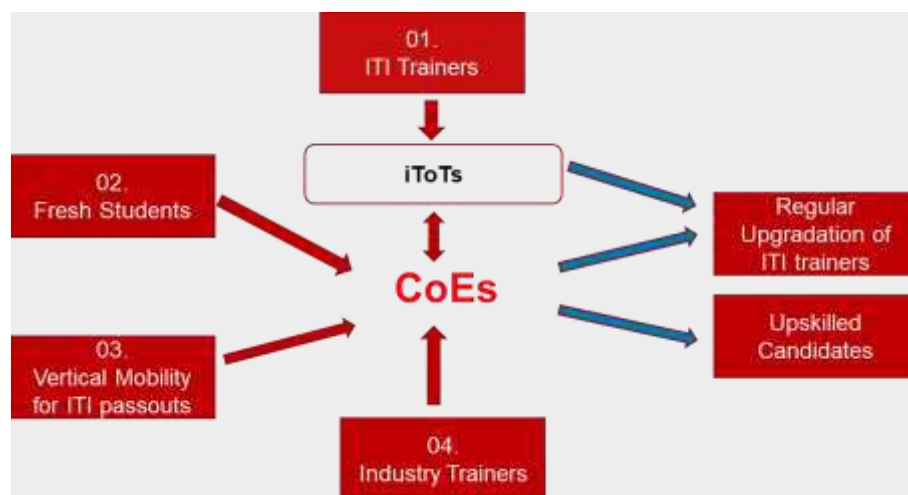 01.
ITI Trainers
iToTs
02.
Fresh Students
Regular
Upgradation of
ITI trainers
CoEs
Upskilled
Candidates
03.
Vertical Mobility
for ITI passouts
04.
Industry Trainers